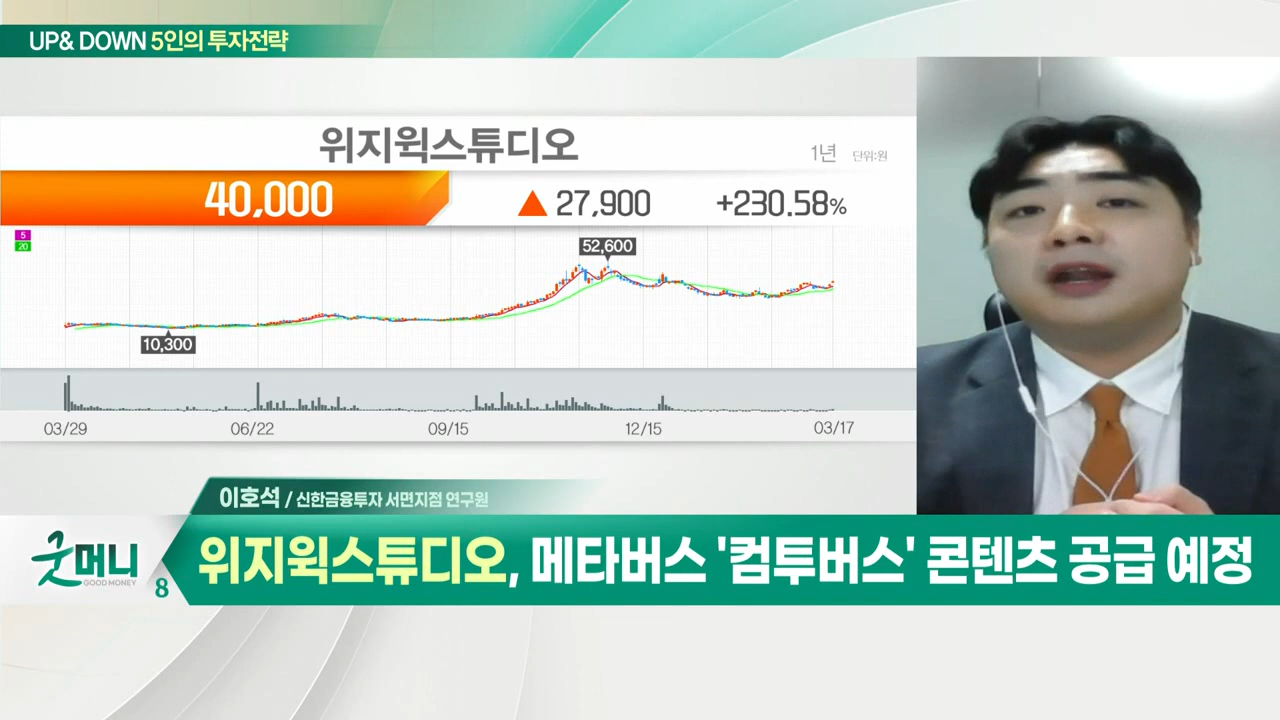 UP& DOWN 5인의 투자전략
위지윅스튜디오
1년 단위:원
40,000 ▲ 27,900 +230.58%
5
20
52,600
10,300
03/29 06/22 09/15 12/15 03/17
이호석 / 신한금융투자 서면지점 연구원
굿머니
GOOD MONEY
8
위지윅스튜디오, 메타버스 '컴투버스' 콘텐츠 공급 예정